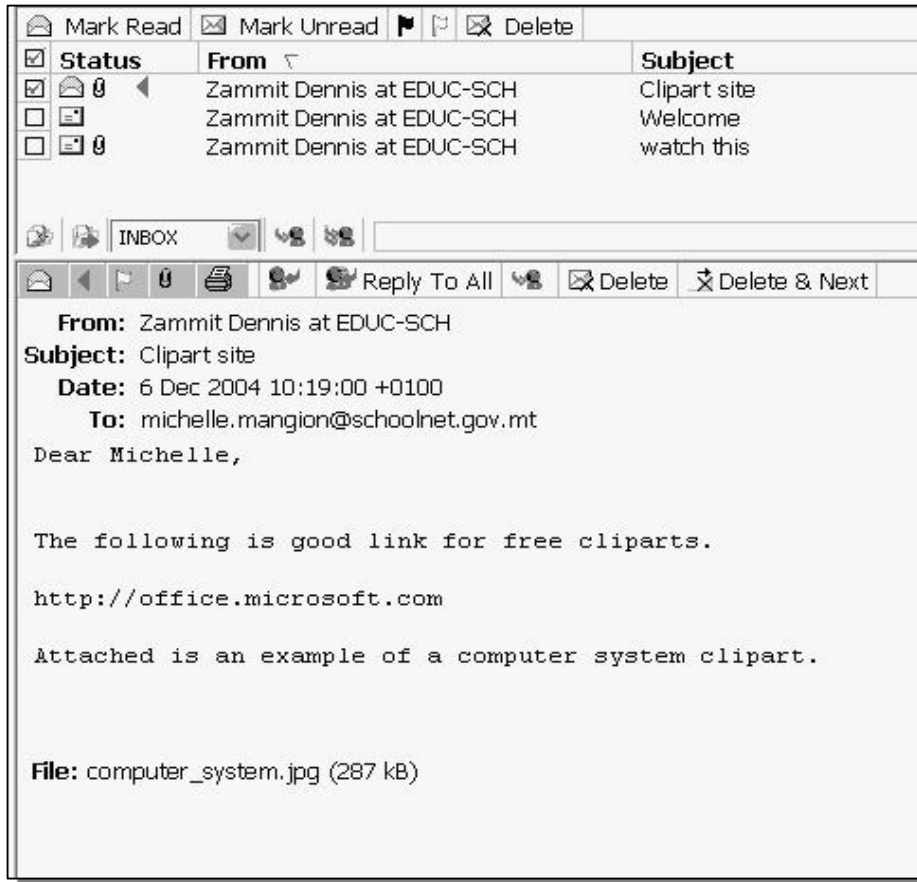 Mark Read Mark Unread Delete
Status From Subject
Zammit Dennis at EDUC-SCH Clipart site
Zammit Dennis at EDUC-SCH Welcome
Zammit Dennis at EDUC-SCH watch this
INBOX
Reply To All Delete Delete & Next
From: Zammit Dennis at EDUC-SCH
Subject: Clipart site
Date: 6 Dec 2004 10:19:00 +0100
To: michelle.mangion@schoolnet.gov.mt
Dear Michelle,
The following is good link for free cliparts.
http://office.microsoft.com
Attached is an example of a computer system clipart.
File: computer_system.jpg (287 kB)